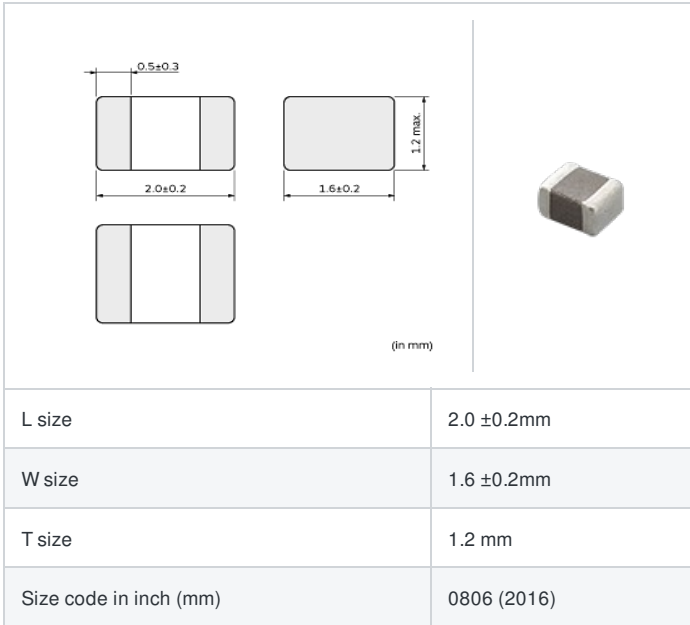 0.5±0.3
1.2 max.
2.0±0.2
1.6±0.2
(in mm)
L size 2.0 ±0.2mm
W size 1.6 ±0.2mm
T size 1.2 mm
Size code in inch (mm) 0806 (2016)